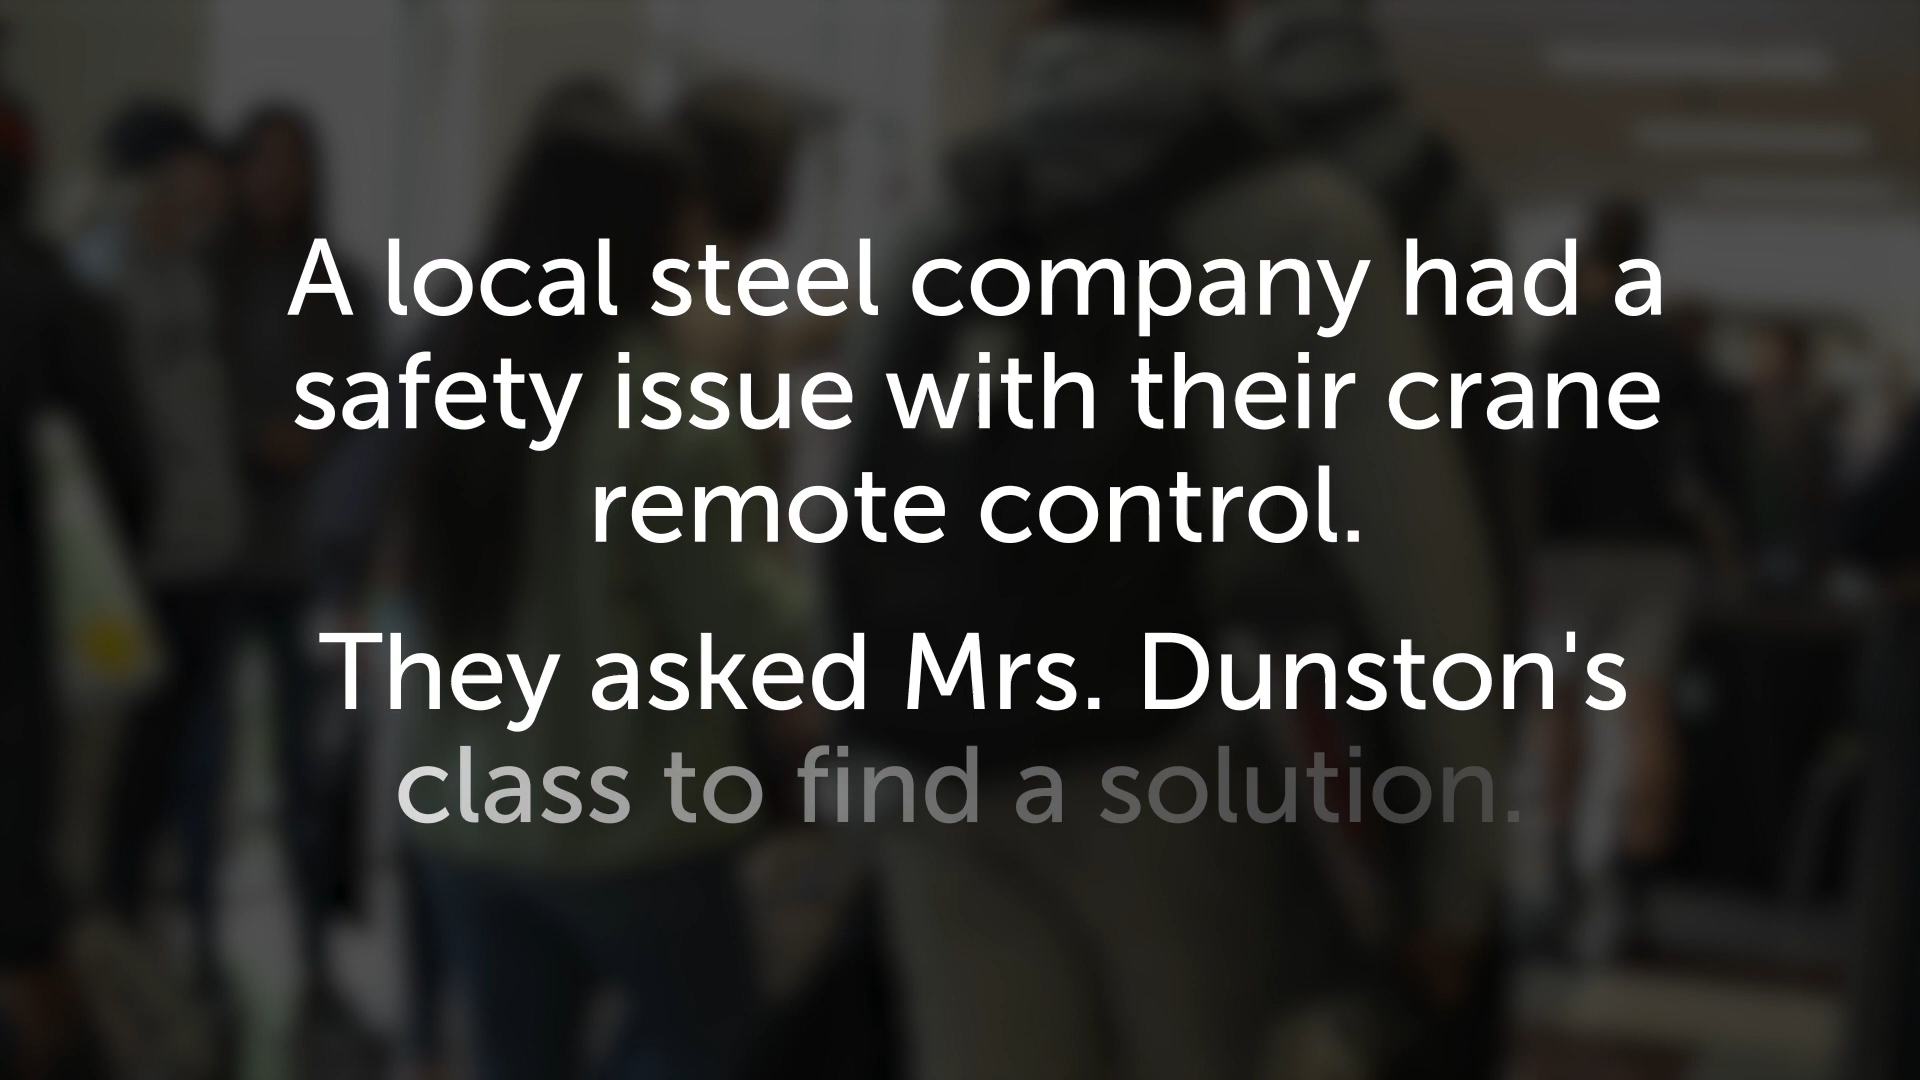 A local steel company had a
safety issue with their crane
remote control.
They asked Mrs. Dunston's
class to find a solution.